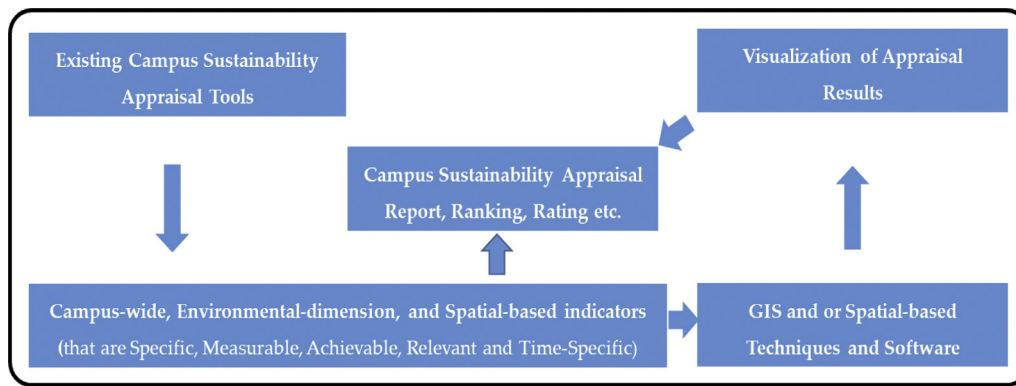 Existing Campus Sustainability
Appraisal Tools
Visualization of Appraisal
Results
Campus Sustainability Appraisal
Report, Ranking, Rating etc.
Campus-wide, Environmental-dimension, and Spatial-based indicators
(that are Specific, Measurable, Achievable, Relevant and Time-Specific)
GIS and or Spatial-based
Techniques and Software